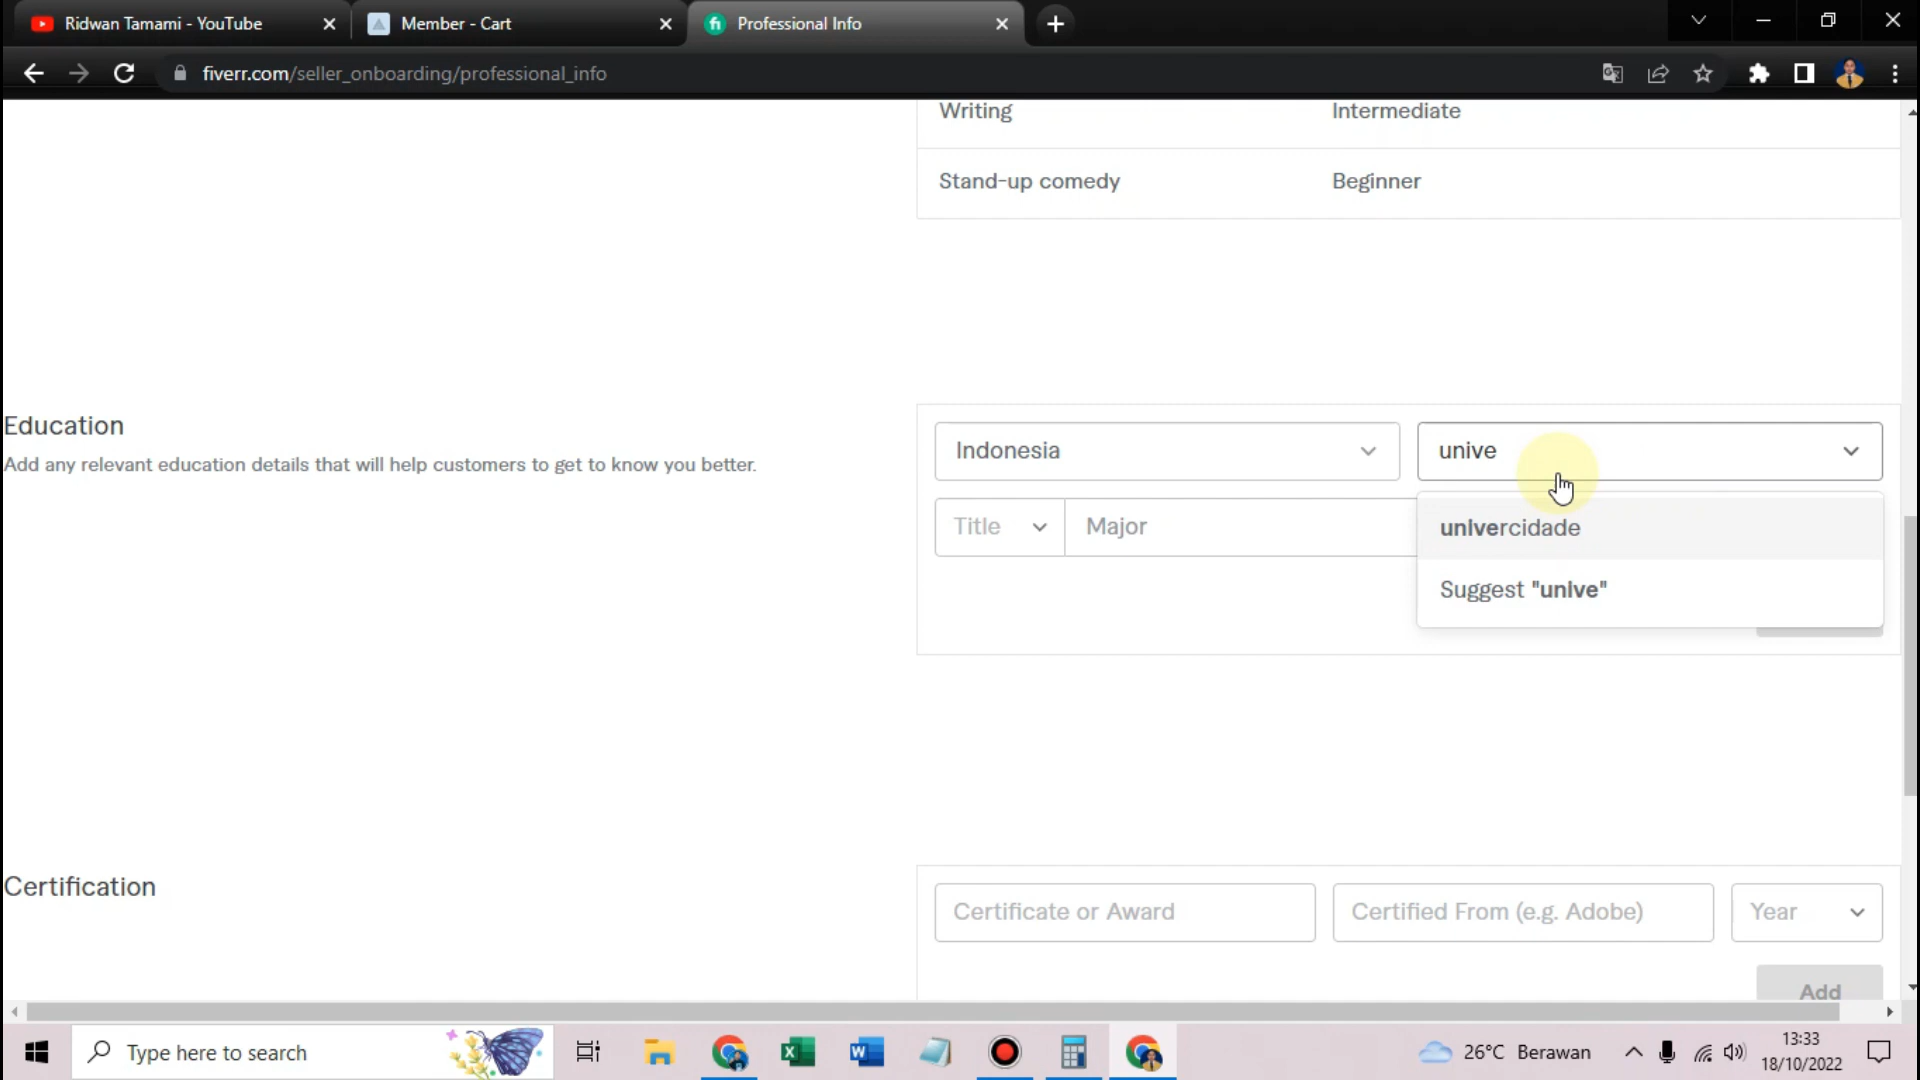 Ridwan Tamami - YouTube
Member - Cart
Professional Info
fiverr.com/seller_onboarding/professional_info
Writing Intermediate
Stand-up comedy Beginner
Education
Add any relevant education details that will help customers to get to know you better.
Indonesia
unive
Title
Major
univercidade
Suggest "unive"
Certification
Certificate or Award
Certified From (e.g. Adobe)
Year
Add
Type here to search
26°C Berawan
13:33
18/10/2022